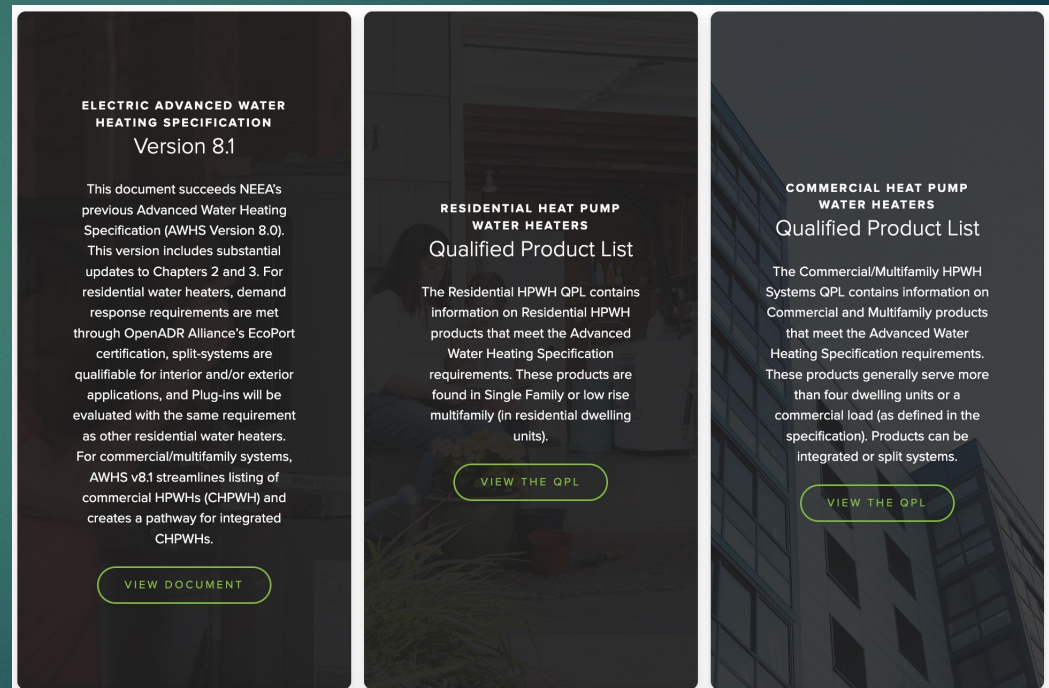 ELECTRIC ADVANCED WATER
HEATING SPECIFICATION
Version 8.1
This document succeeds NEEA's
previous Advanced Water Heating
Specification (AWHS Version 8.0).
This version includes substantial
updates to Chapters 2 and 3. For
residential water heaters, demand
response requirements are met
through OpenADR Alliance's EcoPort
certification, split-systems are
qualifiable for interior and/or exterior
applications, and Plug-ins will be
evaluated with the same requirement
as other residential water heaters.
For commercial/multifamily systems,
AWHS v8.1 streamlines listing of
commercial HPWHs (CHPWH) and
creates a pathway for integrated
CHPWHs.
VIEW DOCUMENT
RESIDENTIAL HEAT PUMP
WATER HEATERS
Qualified Product List
The Residential HPWH QPL contains
information on Residential HPWH
products that meet the Advanced
Water Heating Specification
requirements. These products are
found in Single Family or low rise
multifamily (in residential dwelling
units).
VIEW THE QPL
COMMERCIAL HEAT PUMP
WATER HEATERS
Qualified Product List
The Commercial/Multifamily HPWH
Systems QPL contains information on
Commercial and Multifamily products
that meet the Advanced Water
Heating Specification requirements.
These products generally serve more
than four dwelling units or a
commercial load (as defined in the
specification). Products can be
integrated or split systems.
VIEW THE QPL